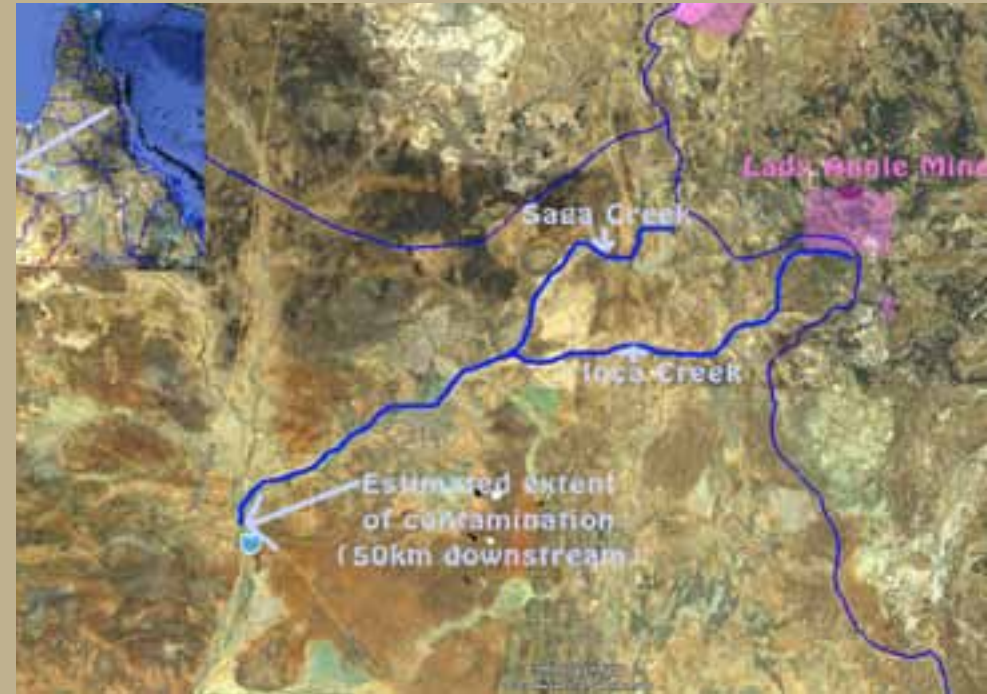 Lady Annie Mine
Saga Creek
Inca Creek
Estimated extent
of contamination
(50km downstream)